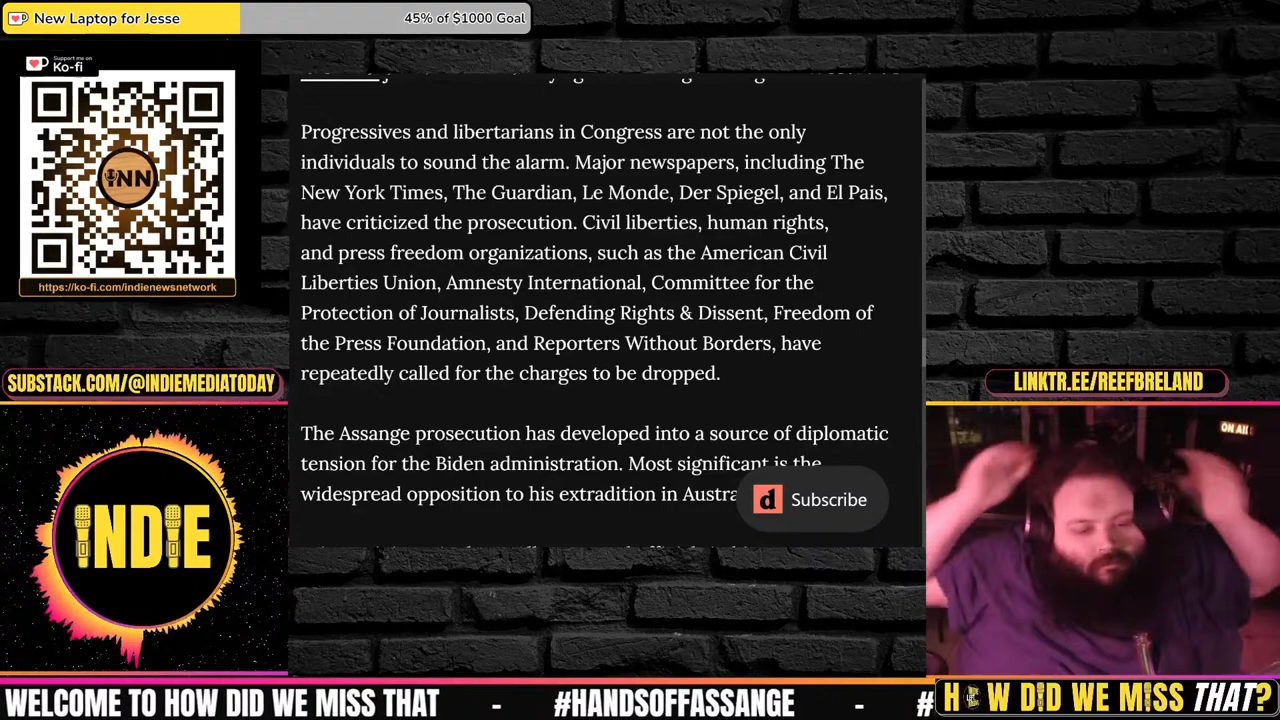 New Laptop for Jesse
45% of $1000 Goal
Support me on
Ko-fi
iNN
https://ko-fi.com/indienewsnetwork
Progressives and libertarians in Congress are not the only
individuals to sound the alarm. Major newspapers, including The
New York Times, The Guardian, Le Monde, Der Spiegel, and El Pais,
have criticized the prosecution. Civil liberties, human rights,
and press freedom organizations, such as the American Civil
Liberties Union, Amnesty International, Committee for the
Protection of Journalists, Defending Rights & Dissent, Freedom of
the Press Foundation, and Reporters Without Borders, have
repeatedly called for the charges to be dropped.
The Assange prosecution has developed into a source of diplomatic
tension for the Biden administration. Most significant is the
widespread opposition to his extradition in Austra
d Subscribe
SUBSTACK.COM/@INDIEMEDIATODAY
LINKTR.EE/REEFBRELAND
INDIE
ON AI
WELCOME TO HOW DID WE MISS THAT - #HANDSOFFASSANGE - #
HOW DID WE MISS THAT?